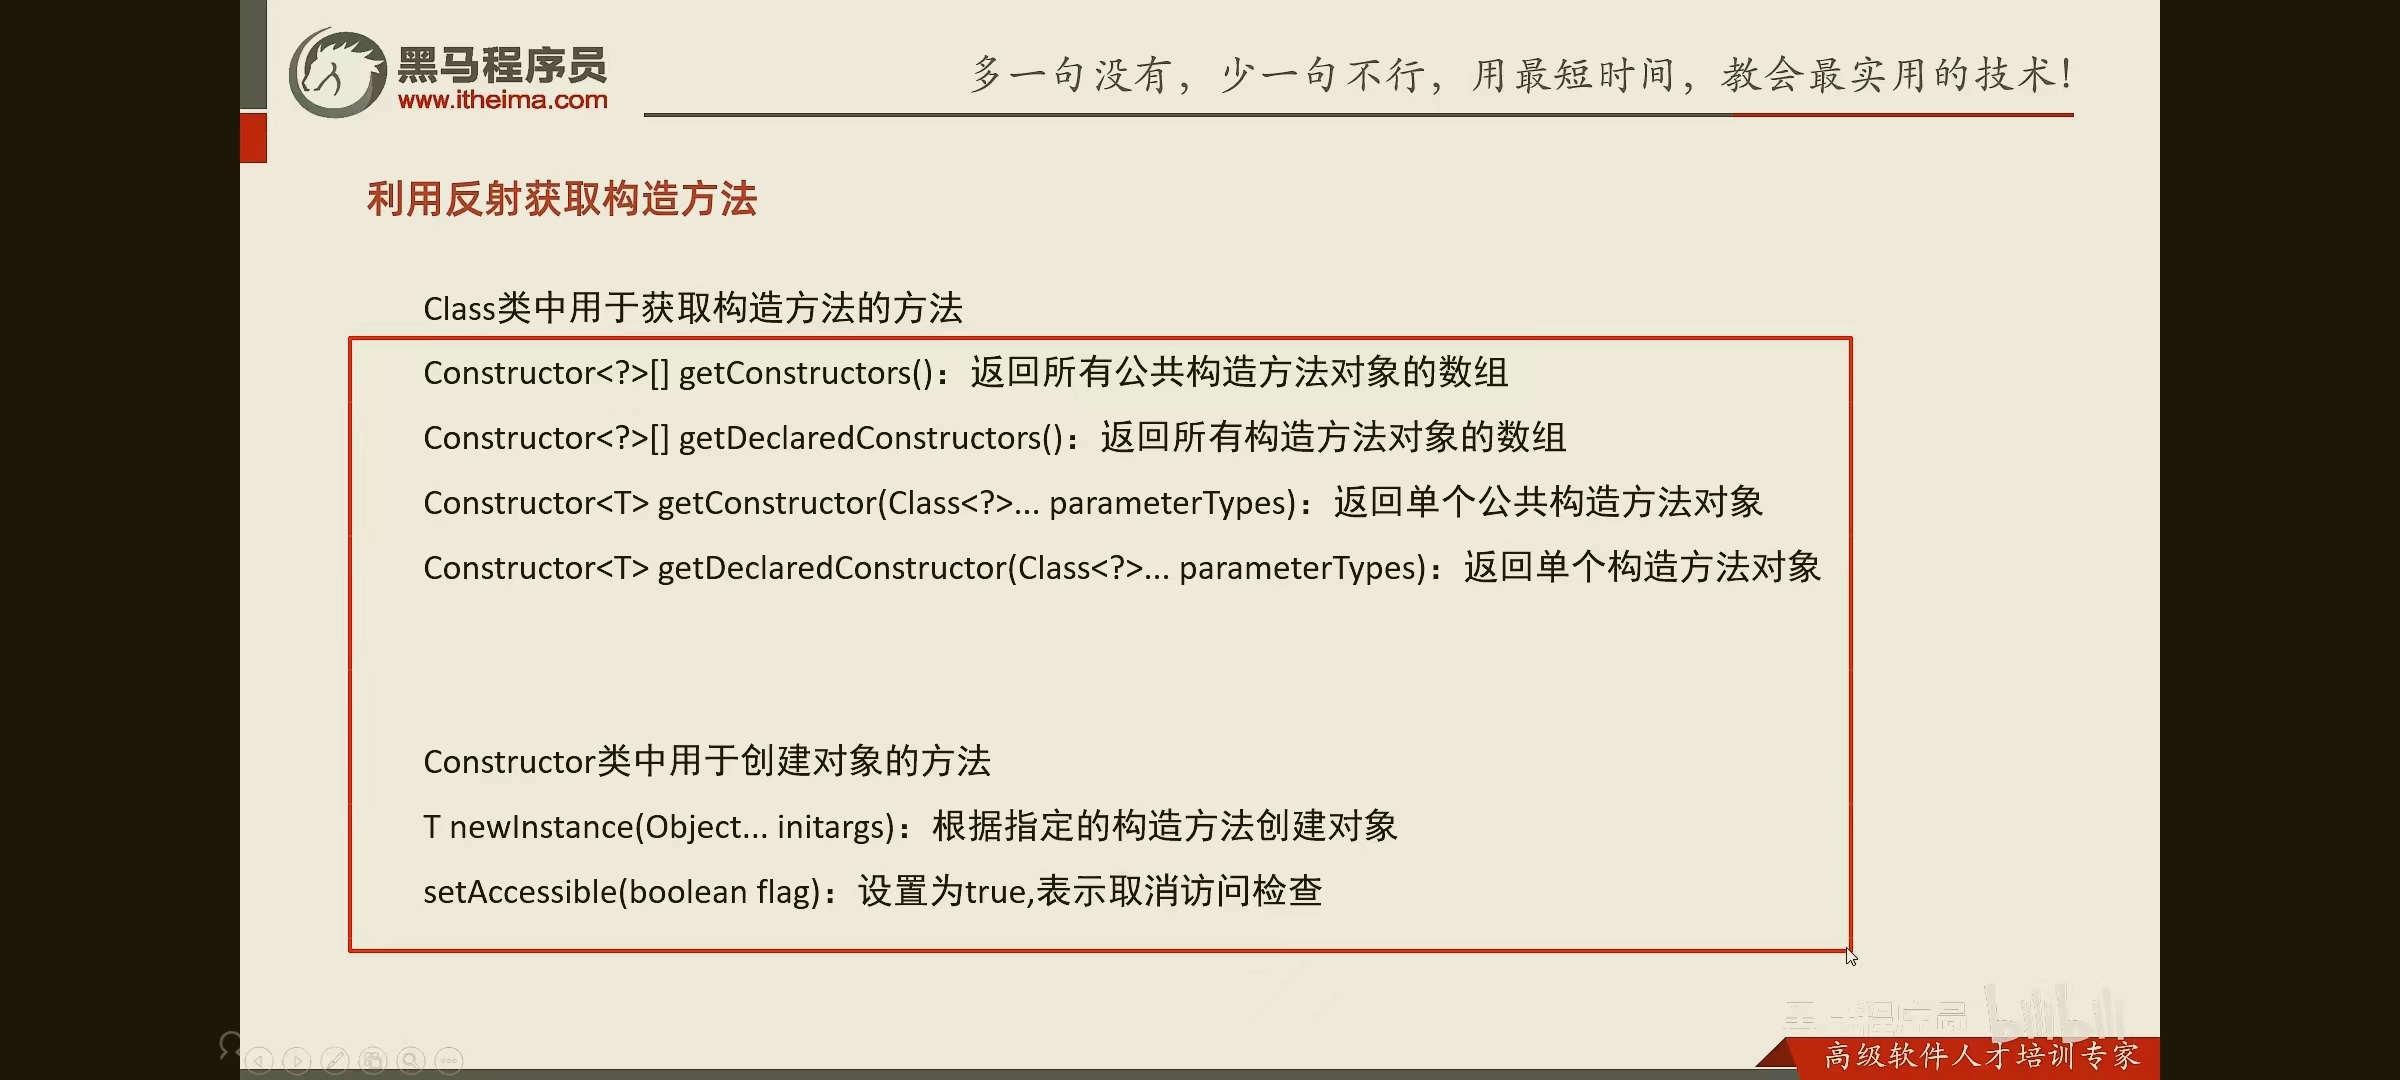 黑马程序员
www.itheima.com
多一句没有，少一句不行，用最短时间，教会最实用的技术！
利用反射获取构造方法
Class类中用于获取构造方法的方法
Constructor<?>[] getConstructors()：返回所有公共构造方法对象的数组
Constructor<?>[] getDeclaredConstructors()：返回所有构造方法对象的数组
Constructor<T> getConstructor(Class<?>... parameterTypes)：返回单个公共构造方法对象
Constructor<T> getDeclaredConstructor(Class<?>... parameterTypes)：返回单个构造方法对象
Constructor类中用于创建对象的方法
T newInstance(Object... initargs)：根据指定的构造方法创建对象
setAccessible(boolean flag)：设置为true,表示取消访问检查
bilibili
高级软件人才培训专家